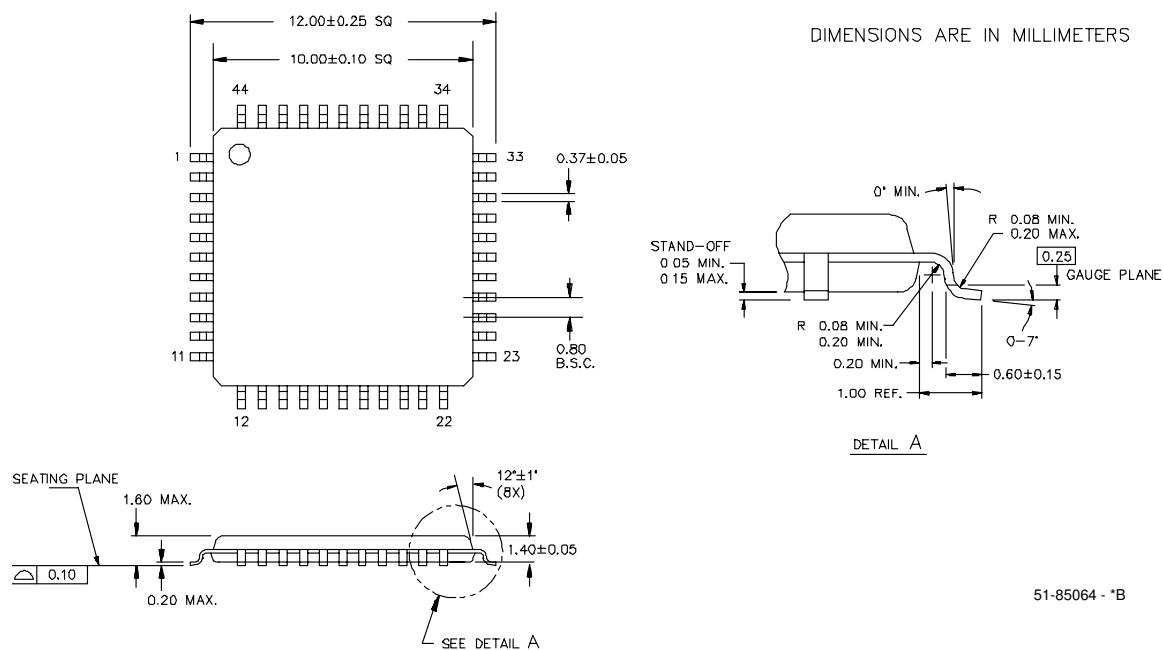 12.00±0.25 SQ
10.00±0.10 SQ
DIMENSIONS ARE IN MILLIMETERS
44
34
1
33
0.37±0.05
0.80
B.S.C.
11
23
12
22
0° MIN.
R 0.08 MIN.
0.20 MAX.
STAND-OFF
0.05 MIN.
0.15 MAX.
0.25
GAUGE PLANE
R 0.08 MIN.
0.20 MIN.
0-7°
0.20 MIN.
0.60±0.15
1.00 REF.
DETAIL A
SEATING PLANE
1.60 MAX.
12°±1°
(8X)
1.40±0.05
0.10
0.20 MAX.
SEE DETAIL A
51-85064 - *B